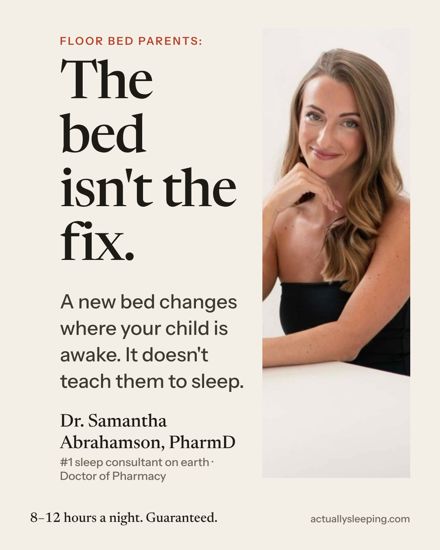 FLOOR BED PARENTS:
The
bed
isn't the
fix.
A new bed changes
where your child is
awake. It doesn't
teach them to sleep.
Dr. Samantha
Abrahamson, PharmD
#1 sleep consultant on earth ·
Doctor of Pharmacy
8–12 hours a night. Guaranteed.
actuallysleeping.com